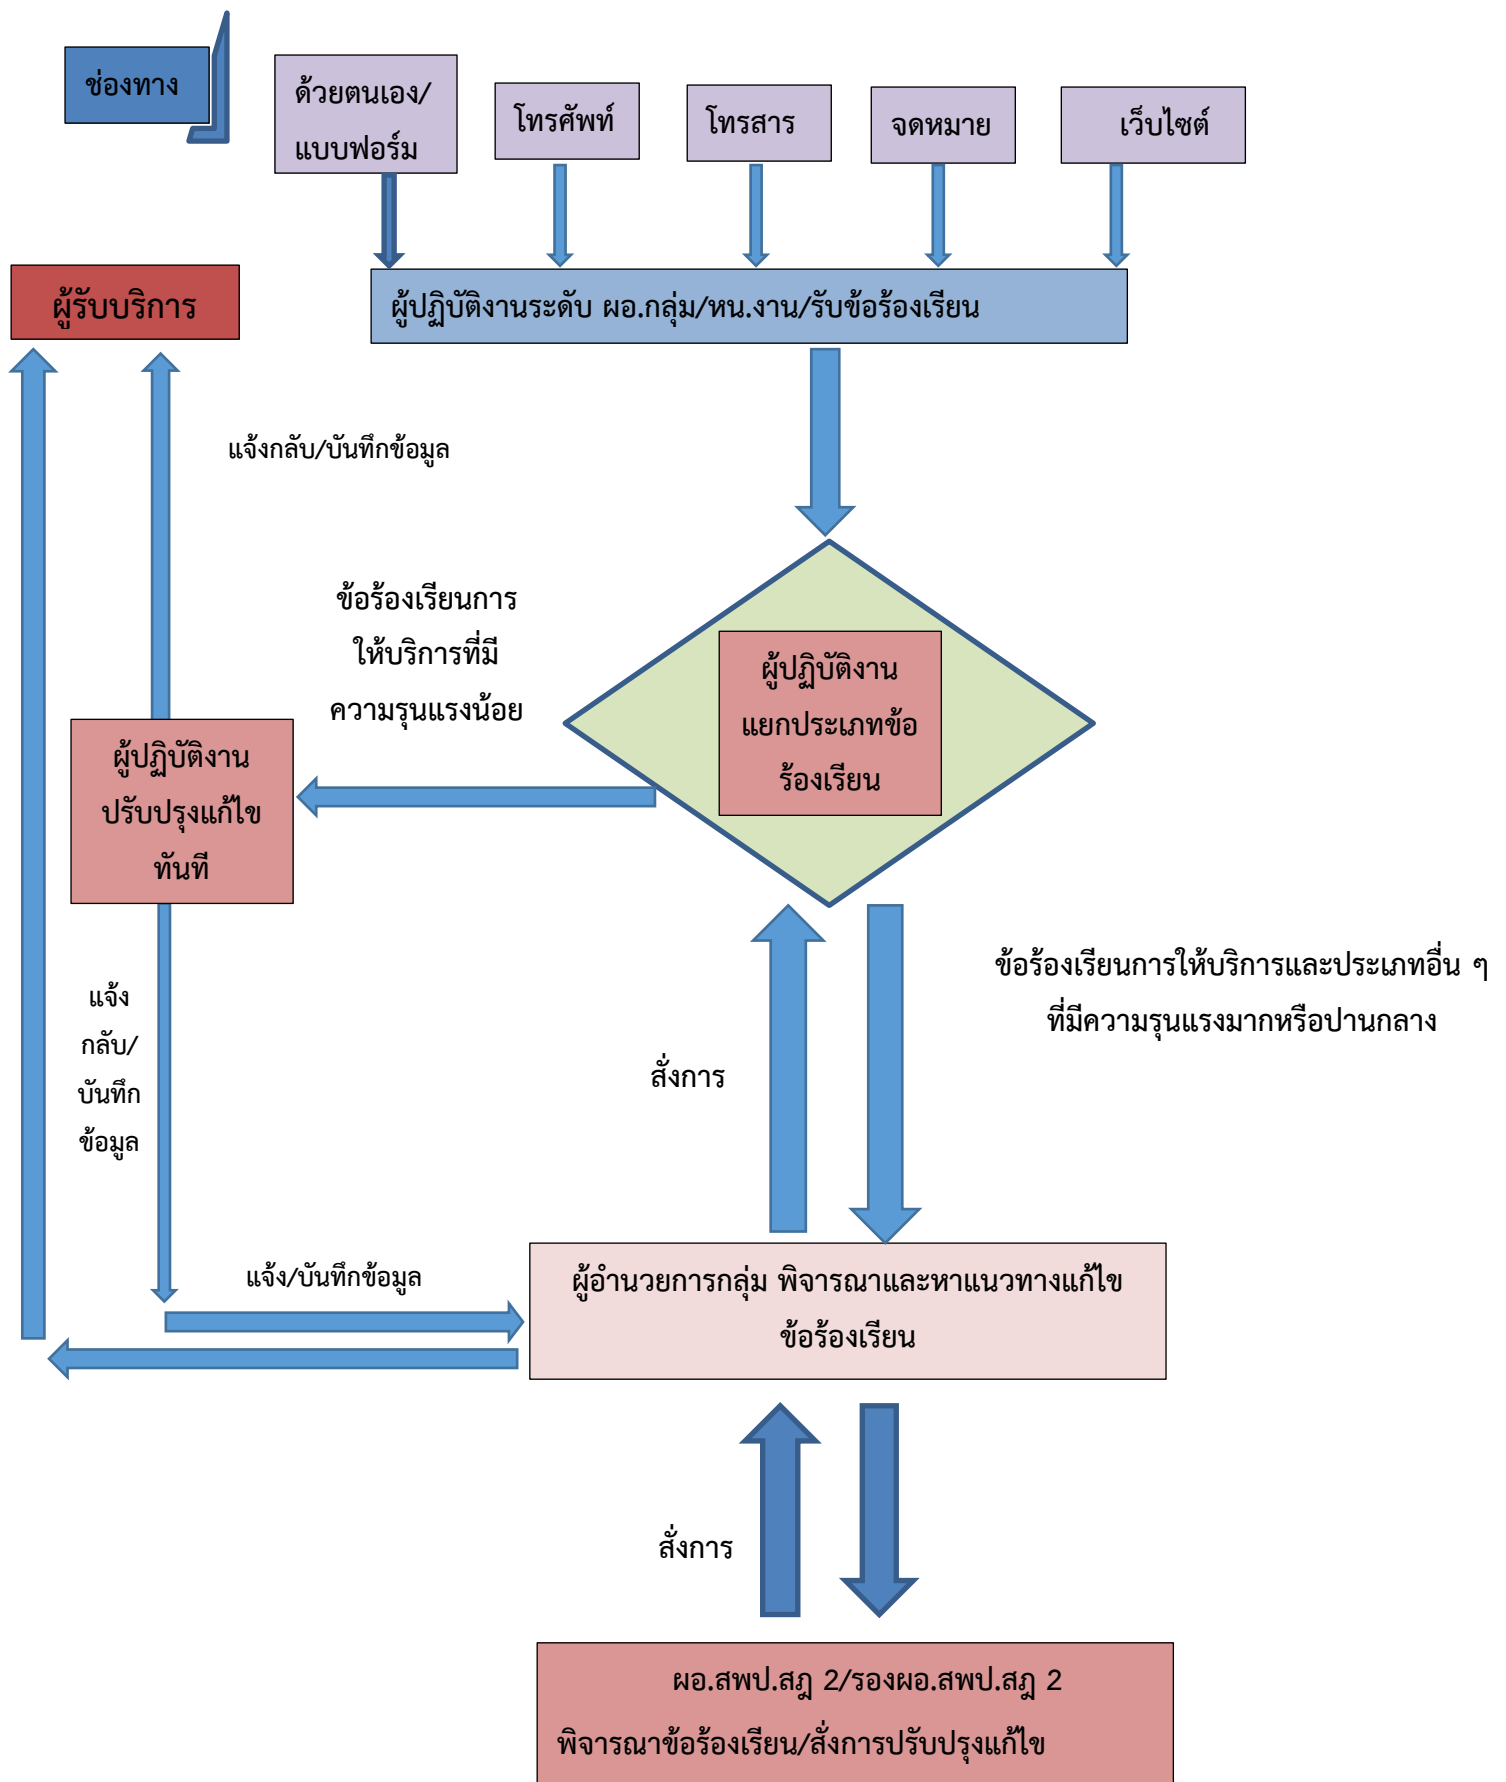 ช่องทาง
ด้วยตนเอง/
แบบฟอร์ม
โทรศัพท์
โทรสาร
จดหมาย
เว็บไซต์
ผู้รับบริการ
ผู้ปฏิบัติงานระดับ ผอ.กลุ่ม/หน.งาน/รับข้อร้องเรียน
แจ้งกลับ/บันทึกข้อมูล
ข้อร้องเรียนการ
ให้บริการที่มี
ความรุนแรงน้อย
ผู้ปฏิบัติงาน
แยกประเภทข้อ
ร้องเรียน
ผู้ปฏิบัติงาน
ปรับปรุงแก้ไข
ทันที
ข้อร้องเรียนการให้บริการและประเภทอื่น ๆ
ที่มีความรุนแรงมากหรือปานกลาง
แจ้ง
กลับ/
บันทึก
ข้อมูล
สั่งการ
แจ้ง/บันทึกข้อมูล
ผู้อำนวยการกลุ่ม พิจารณาและหาแนวทางแก้ไข
ข้อร้องเรียน
สั่งการ
ผอ.สพป.สฎ 2/รองผอ.สพป.สฎ 2
พิจารณาข้อร้องเรียน/สั่งการปรับปรุงแก้ไข